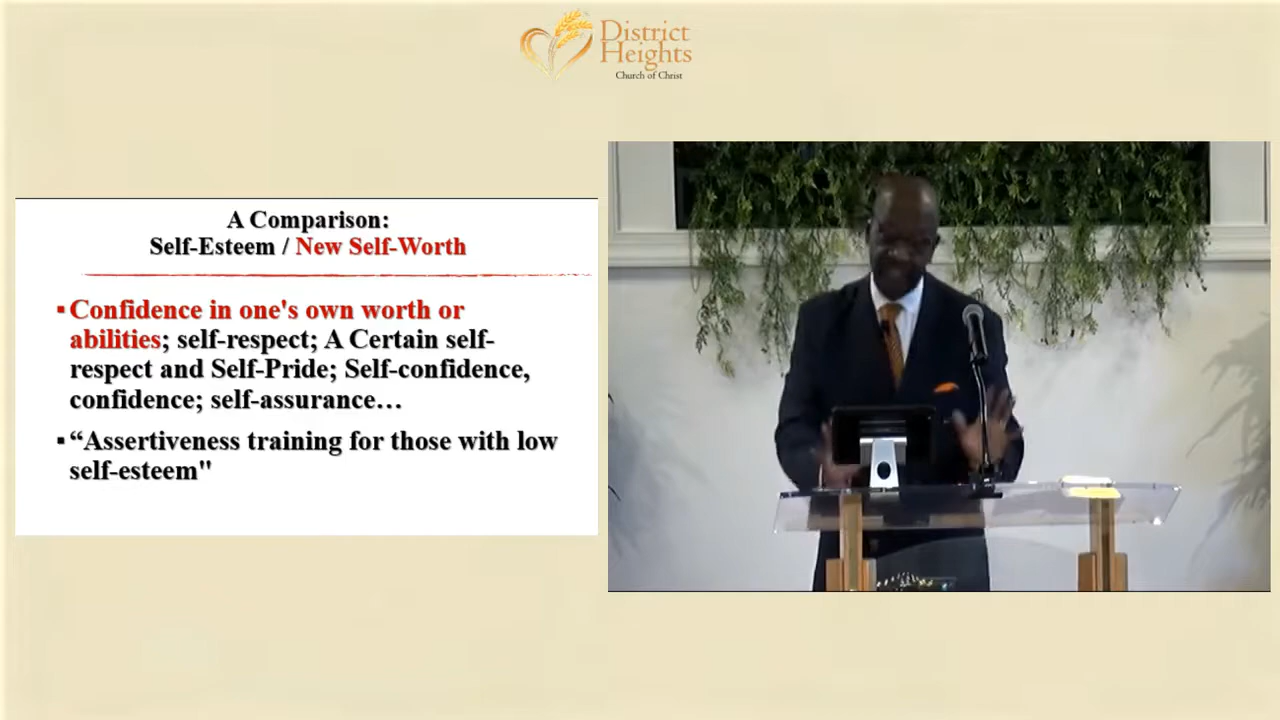 District
Heights
Church of Christ
A Comparison:
Self-Esteem / New Self-Worth
▪Confidence in one's own worth or
abilities; self-respect; A Certain self-
respect and Self-Pride; Self-confidence,
confidence; self-assurance…
▪“Assertiveness training for those with low
self-esteem"